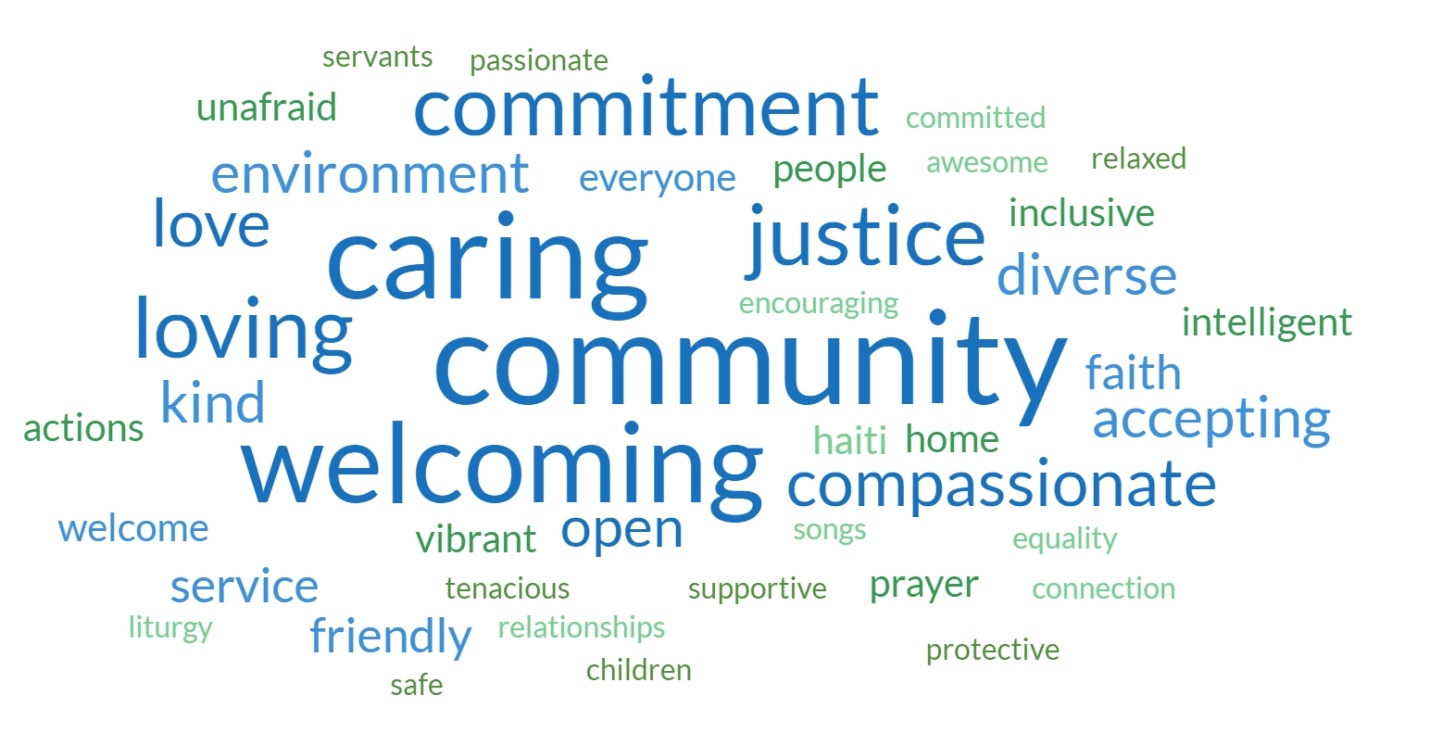 servants passionate
unafraid commitment committed
environment everyone people awesome relaxed
love caring justice inclusive
diverse
encouraging
loving community intelligent
kind faith
actions accepting
welcoming haiti home
compassionate
welcome vibrant open songs equality
service tenacious supportive prayer connection
liturgy friendly relationships
protective
safe children